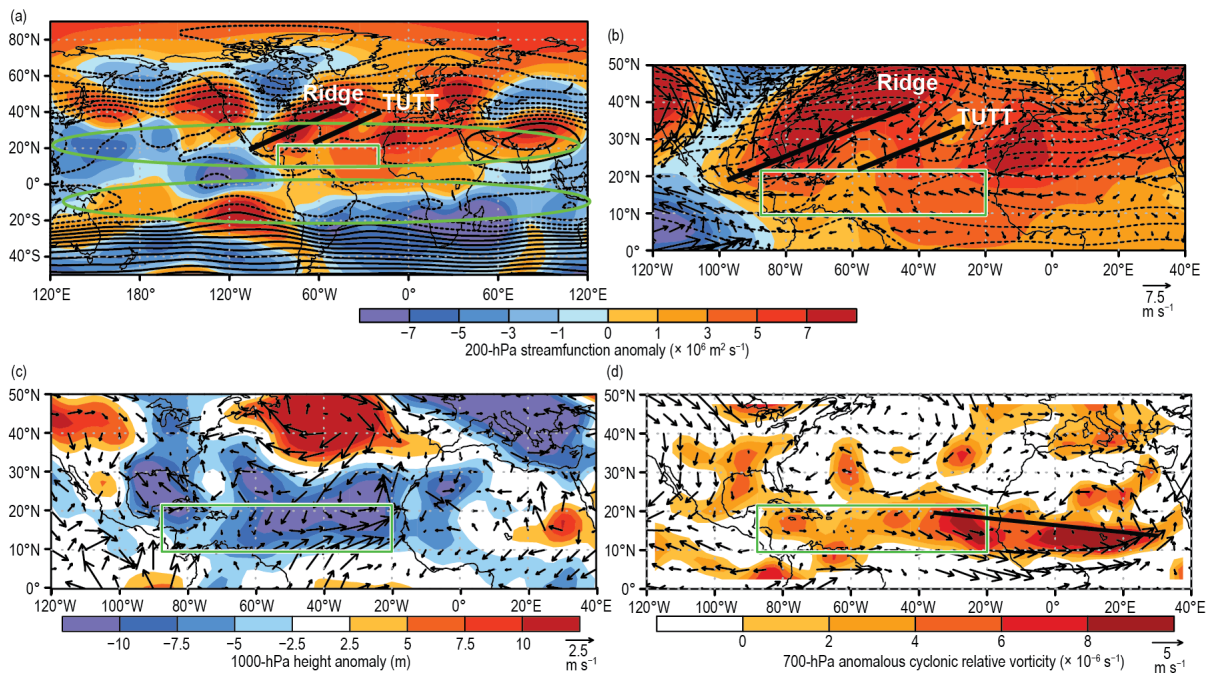 (a)
80°N
60°N
40°N
20°N
0°
20°S
40°S
Ridge
TUTT
120°E 180° 120°W 60°W 0° 60°E 120°E
(b)
50°N
40°N
30°N
20°N
10°N
0°
Ridge
TUTT
120°W 100°W 80°W 60°W 40°W 20°W 0° 20°E 40°E
7.5
m s⁻¹
−7 −5 −3 −1 0 1 3 5 7
200-hPa streamfunction anomaly (× 10⁶ m² s⁻¹)
(c)
50°N
40°N
30°N
20°N
10°N
0°
120°W 100°W 80°W 60°W 40°W 20°W 0° 20°E 40°E
−10 −7.5 −5 −2.5 2.5 5 7.5 10
2.5
m s⁻¹
1000-hPa height anomaly (m)
(d)
50°N
40°N
30°N
20°N
10°N
0°
120°W 100°W 80°W 60°W 40°W 20°W 0° 20°E 40°E
0 2 4 6 8
5
m s⁻¹
700-hPa anomalous cyclonic relative vorticity (× 10⁻⁶ s⁻¹)